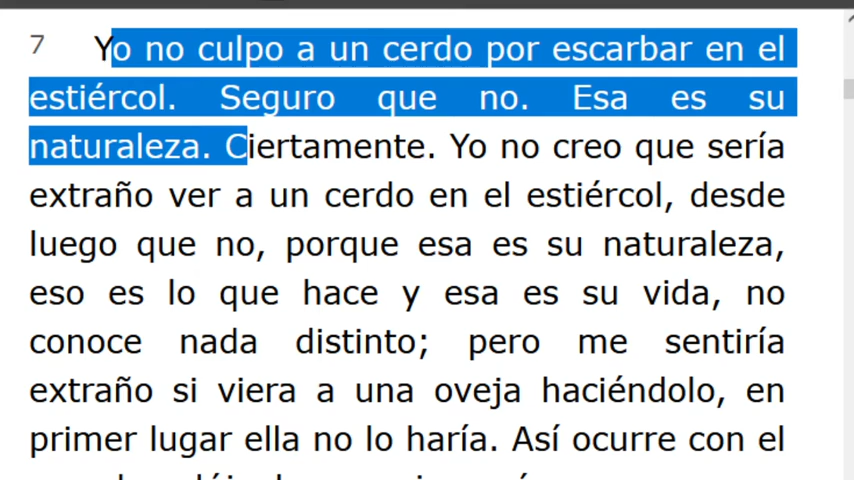 7 Yo no culpo a un cerdo por escarbar en el
estiércol. Seguro que no. Esa es su
naturaleza. Ciertamente. Yo no creo que sería
extraño ver a un cerdo en el estiércol, desde
luego que no, porque esa es su naturaleza,
eso es lo que hace y esa es su vida, no
conoce nada distinto; pero me sentiría
extraño si viera a una oveja haciéndolo, en
primer lugar ella no lo haría. Así ocurre con el